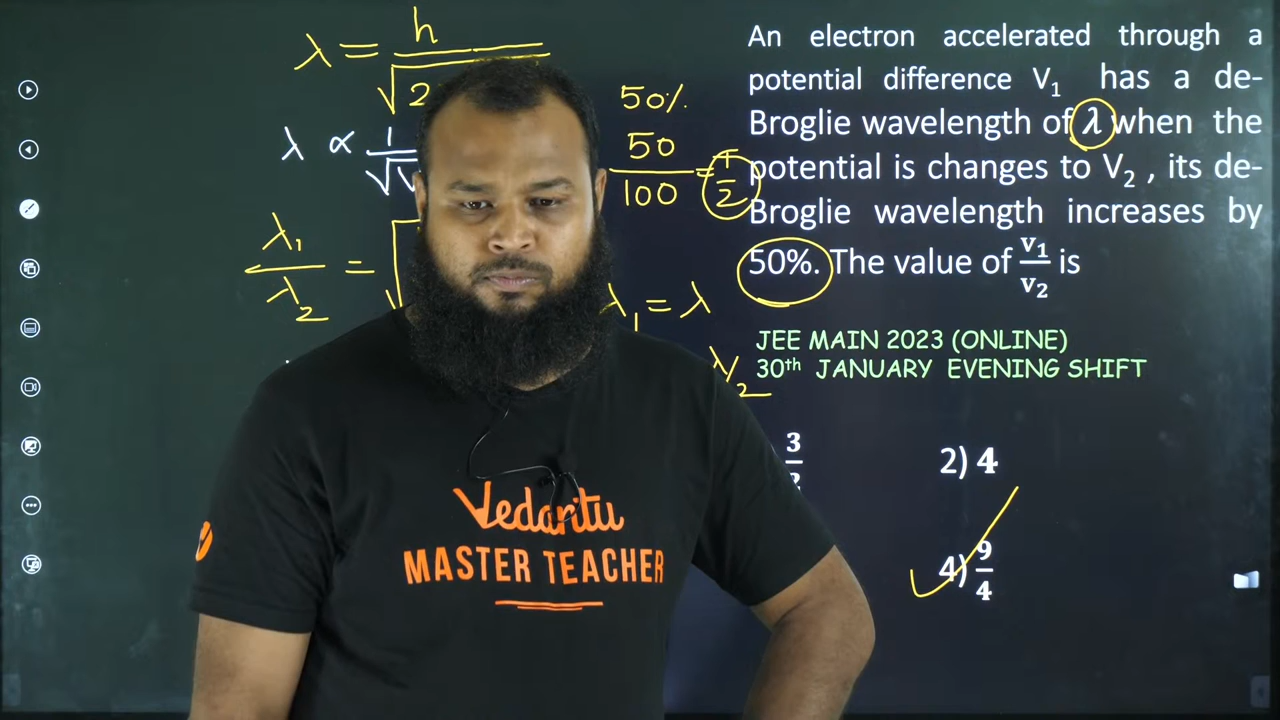 λ = h
√2
λ ∝ 1
√V
λ₁
λ₂ =
50%
50
100 = 1
2
λ₁ = λ
λ₂
An electron accelerated through a
potential difference V₁ has a de-
Broglie wavelength of λ when the
potential is changes to V₂ , its de-
Broglie wavelength increases by
50%. The value of v₁/v₂ is
JEE MAIN 2023 (ONLINE)
30th JANUARY EVENING SHIFT
3
2) 4
4) 9/4
Vedantu
MASTER TEACHER